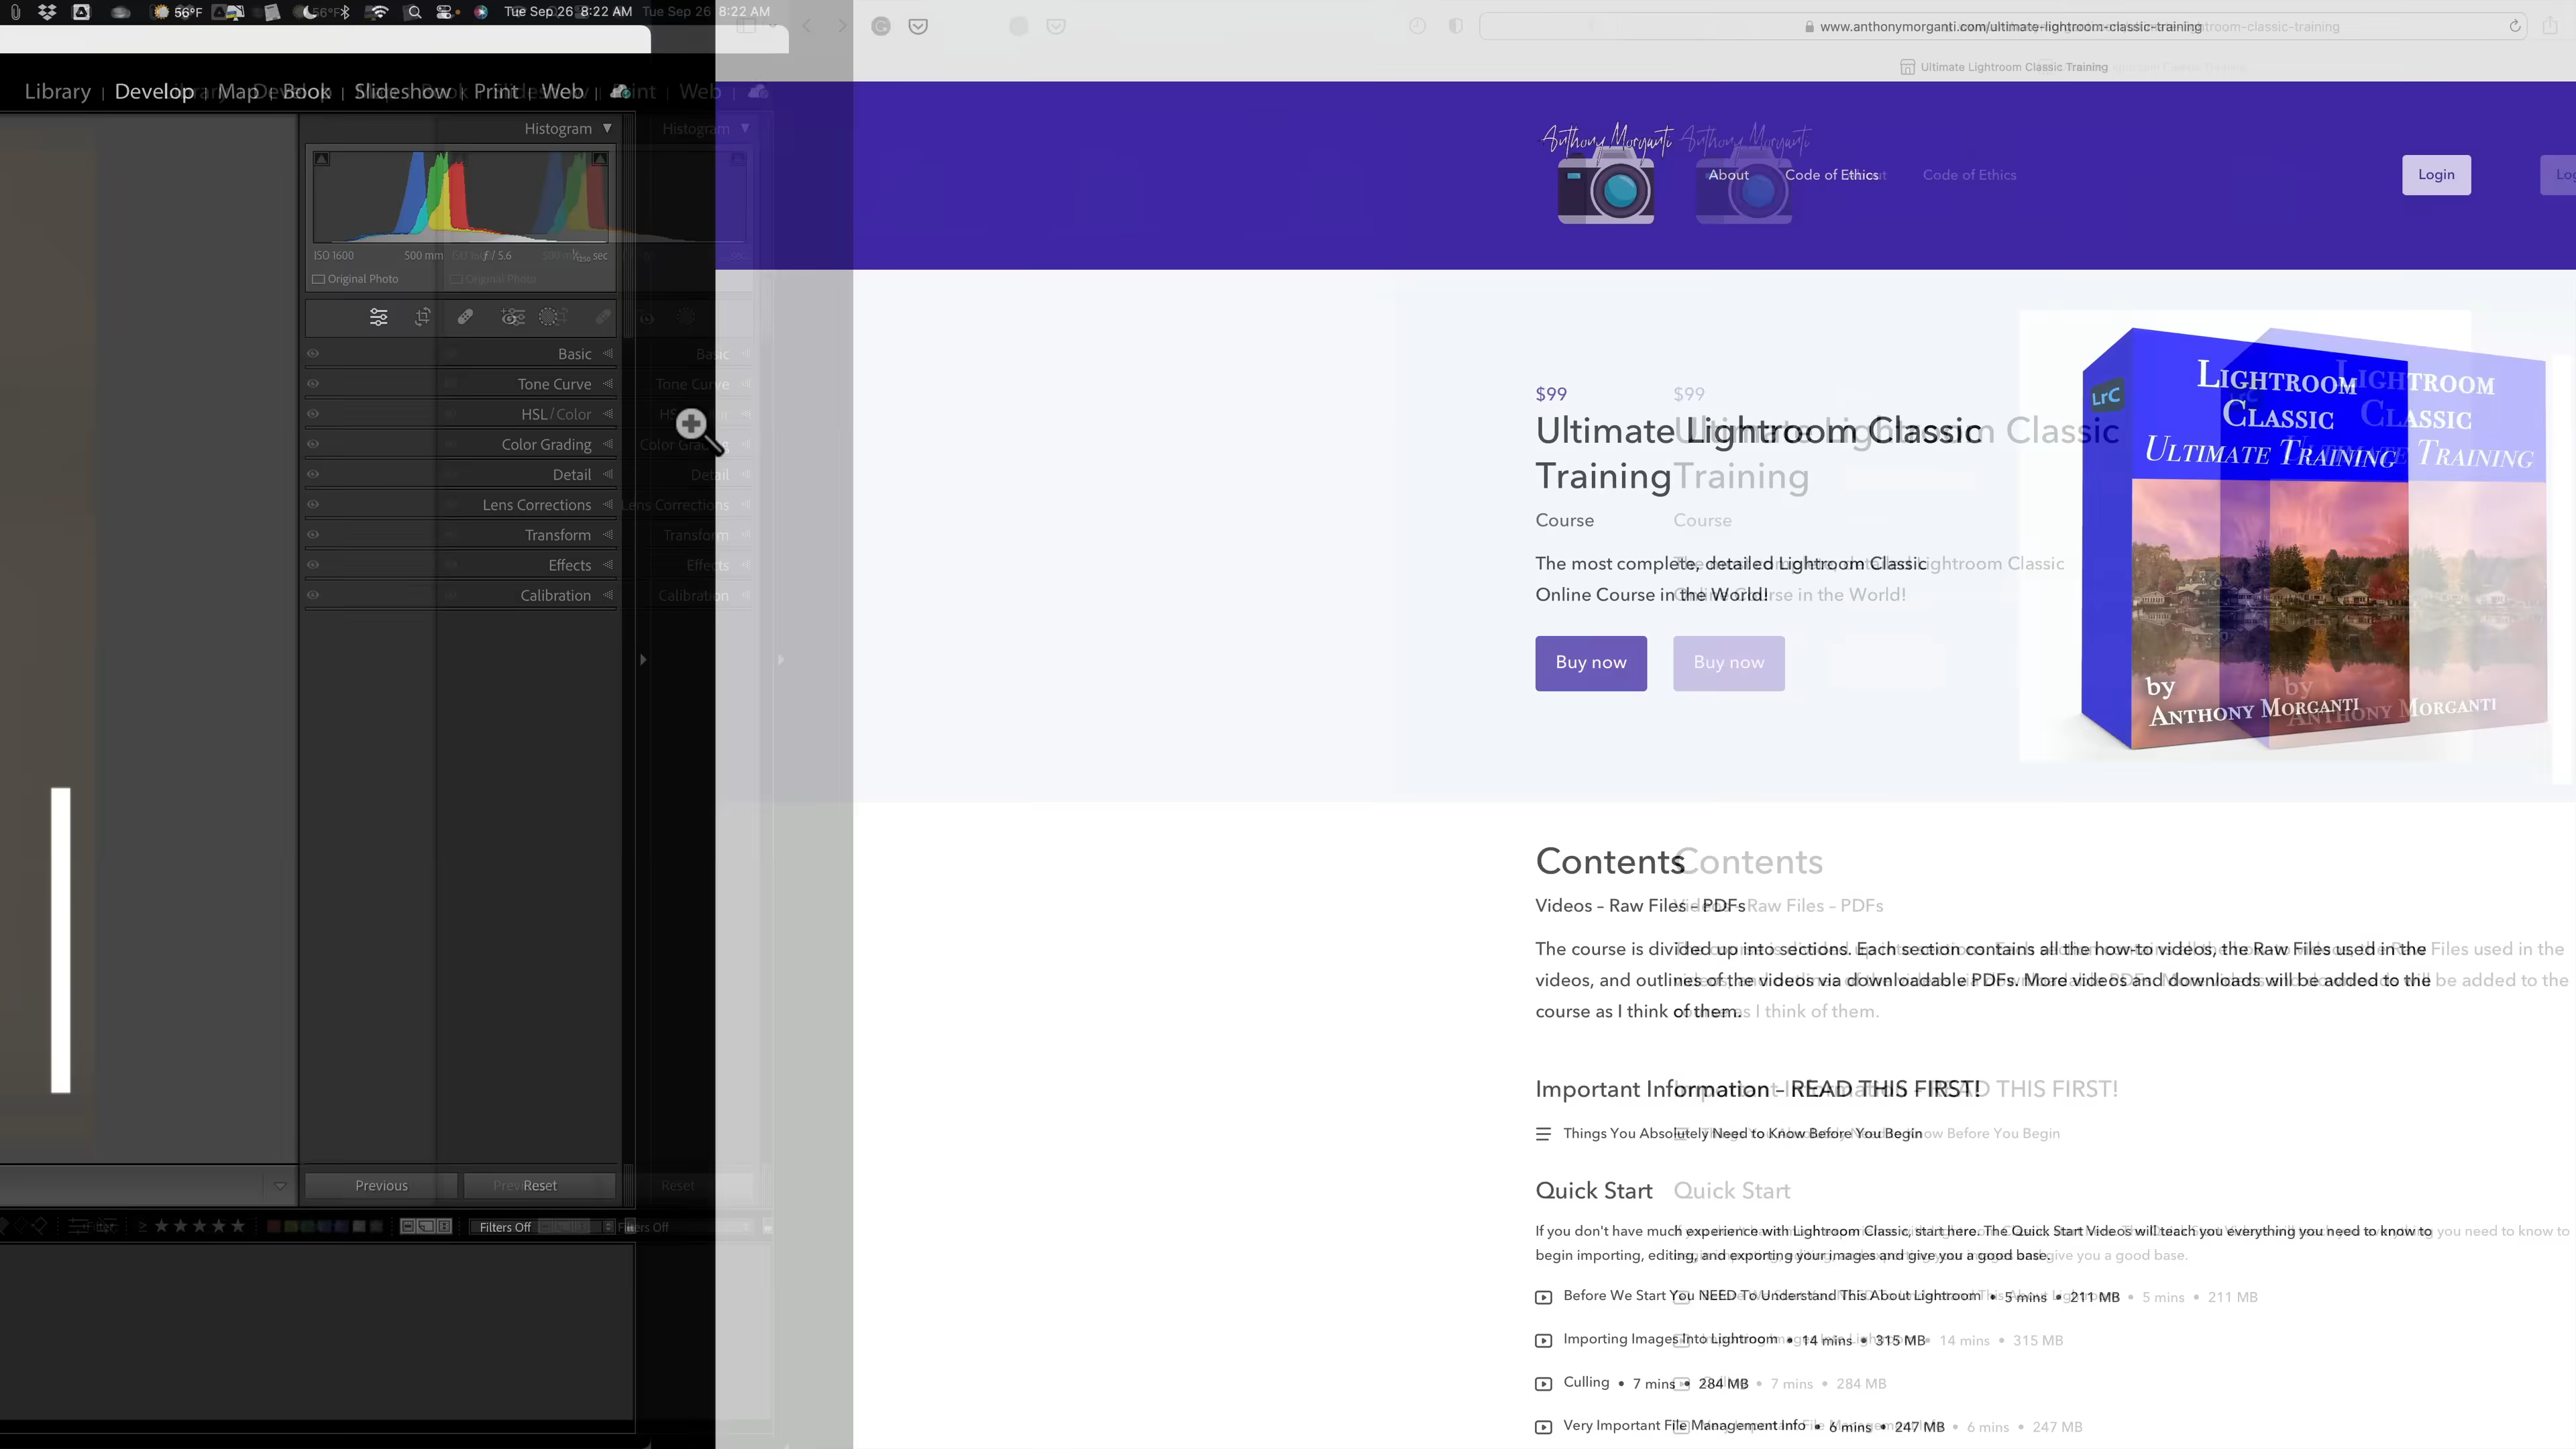 56°F Tue Sep 26 8:22 AM
Library | Develop | Map | Book | Slideshow | Print | Web |
Histogram
ISO 1600 500 mm f / 5.6 sec
Original Photo
Basic
Tone Curve
HSL / Color
Color Grading
Detail
Lens Corrections
Transform
Effects
Calibration
Previous Reset
Filters Off
www.anthonymorganti.com/ultimate-lightroom-classic-training
Ultimate Lightroom Classic Training
Anthony Morganti
About Code of Ethics Login
$99
Ultimate Lightroom Classic
Training
Course
The most complete, detailed Lightroom Classic
Online Course in the World!
Buy now
LrC
LIGHTROOM
CLASSIC
ULTIMATE TRAINING
by
ANTHONY MORGANTI
Contents
Videos – Raw Files – PDFs
The course is divided up into sections. Each section contains all the how-to videos, the Raw Files used in the
videos, and outlines of the videos via downloadable PDFs. More videos and downloads will be added to the
course as I think of them.
Important Information – READ THIS FIRST!
Things You Absolutely Need to Know Before You Begin
Quick Start
If you don't have much experience with Lightroom Classic, start here. The Quick Start Videos will teach you everything you need to know to
begin importing, editing, and exporting your images and give you a good base.
Before We Start You NEED To Understand This About Lightroom • 5 mins • 211 MB
Importing Images Into Lightroom • 14 mins • 315 MB
Culling • 7 mins • 284 MB
Very Important File Management Info • 6 mins • 247 MB